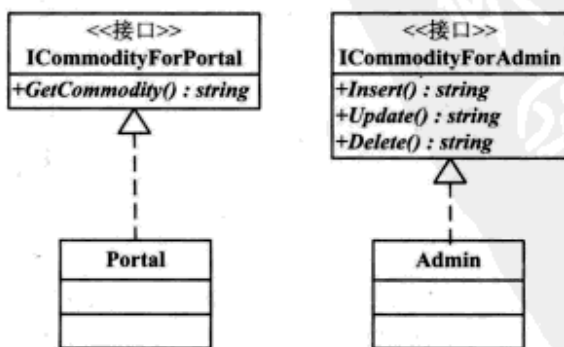 <<接口>>
ICommodityForPortal
+GetCommodity() : string
Portal
<<接口>>
ICommodityForAdmin
+Insert() : string
+Update() : string
+Delete() : string
Admin